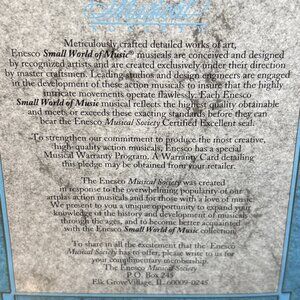 Meticulously crafted detailed works of art,
Enesco Small World of Music® musicals are conceived and designed
by recognized artists and are created exclusively under their direction
by master craftsmen. Leading studios and design engineers are engaged
in the development of these action musicals to insure that the highly
intricate movements operate flawlessly. Each Enesco
Small World of Music musical reflects the highest quality obtainable
and meets or exceeds these exacting standards before they can
bear the Enesco Musical Society Certified Excellent seal.
To strengthen our commitment to produce the most creative,
high-quality action musicals, Enesco has a special
Musical Warranty Program. A Warranty Card detailing
this pledge may be obtained from your retailer.
The Enesco Musical Society was created
in response to the overwhelming popularity of our
artplas action musicals and for those with a love of music.
We present to you a unique opportunity to expand your
knowledge of the history and development of musicals
through the ages, and to become better acquainted
with the Enesco Small World of Music collection.
To share in all the excitement that the Enesco
Musical Society has to offer, please write to us for
your complimentary membership.
The Enesco Musical Society
P.O. Box 245
Elk Grove Village, IL 60009-0245